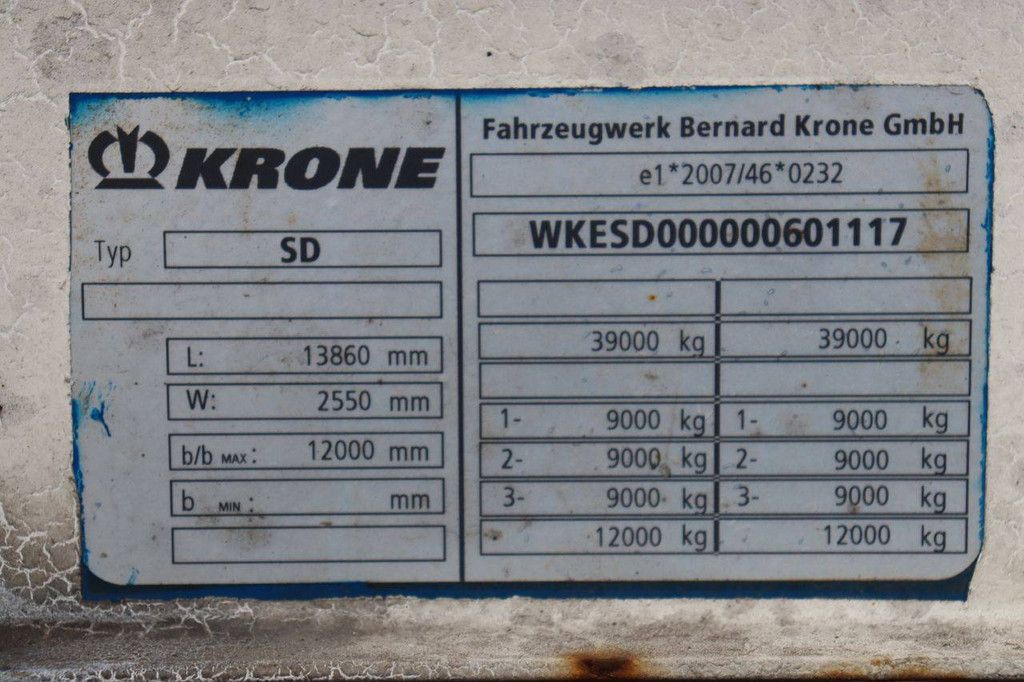 KRONE
Typ SD
L: 13860 mm
W: 2550 mm
b/b MAX: 12000 mm
b MIN: mm
Fahrzeugwerk Bernard Krone GmbH
e1*2007/46*0232
WKESD000000601117
39000 kg 39000 kg
1- 9000 kg 1- 9000 kg
2- 9000 kg 2- 9000 kg
3- 9000 kg 3- 9000 kg
12000 kg 12000 kg